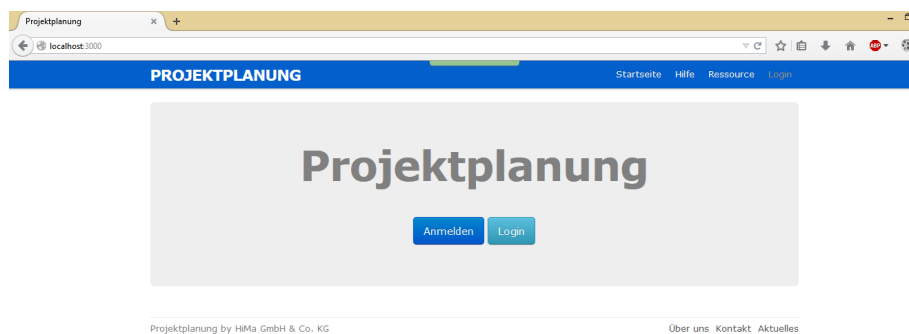 Projektplanung
localhost:3000
ABP
PROJEKTPLANUNG Startseite Hilfe Ressource Login
Projektplanung
Anmelden Login
Projektplanung by HiMa GmbH & Co. KG Über uns Kontakt Aktuelles